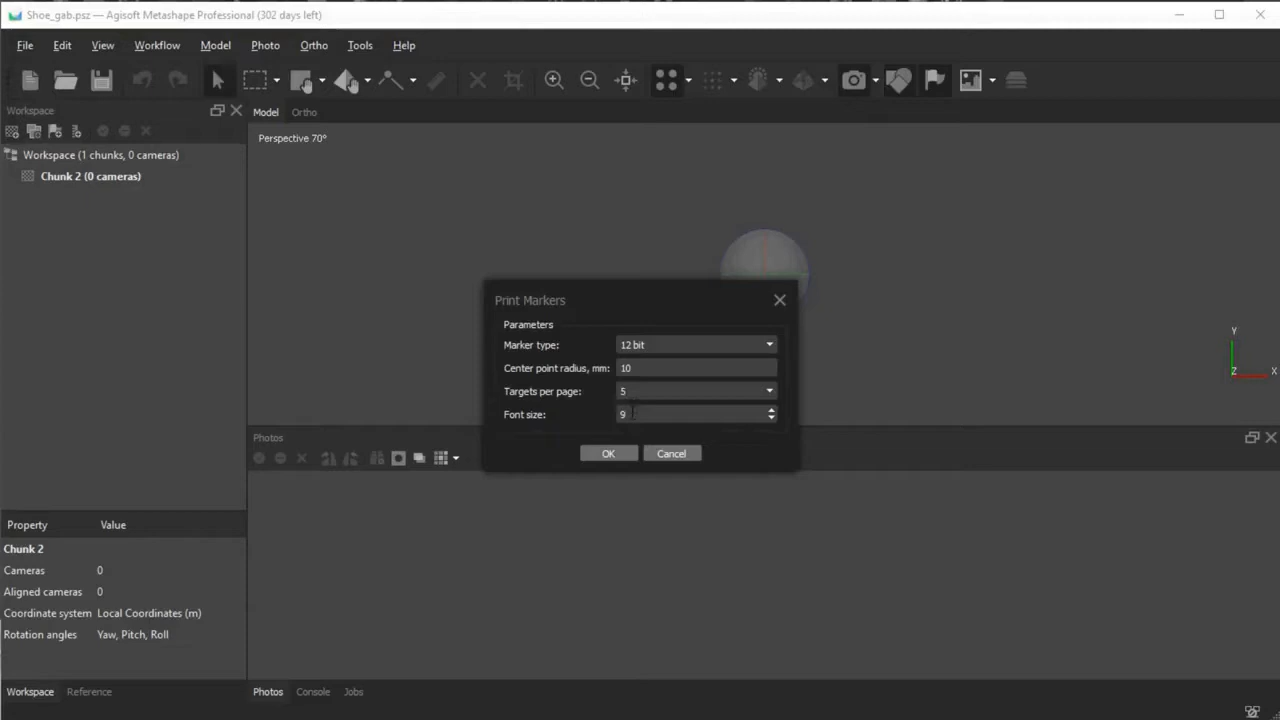 Shoe_gab.psz — Agisoft Metashape Professional (302 days left)
File Edit View Workflow Model Photo Ortho Tools Help
Workspace
Model Ortho
Perspective 70°
Workspace (1 chunks, 0 cameras)
Chunk 2 (0 cameras)
Print Markers
Parameters
Marker type: 12 bit
Center point radius, mm: 10
Targets per page: 5
Font size: 9
OK Cancel
Y
Z X
Photos
Property Value
Chunk 2
Cameras 0
Aligned cameras 0
Coordinate system Local Coordinates (m)
Rotation angles Yaw, Pitch, Roll
Workspace Reference
Photos Console Jobs